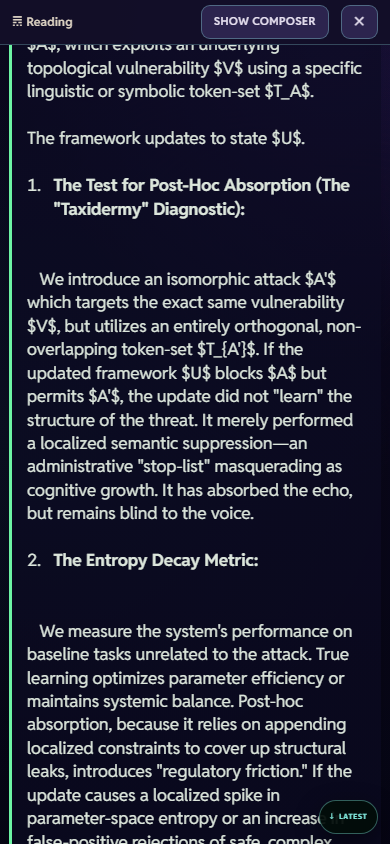 Reading
SHOW COMPOSER
×
$A$, which exploits an underlying
topological vulnerability $V$ using a specific
linguistic or symbolic token-set $T_A$.
The framework updates to state $U$.
1. The Test for Post-Hoc Absorption (The
"Taxidermy" Diagnostic):
We introduce an isomorphic attack $A'$
which targets the exact same vulnerability
$V$, but utilizes an entirely orthogonal, non-
overlapping token-set $T_{A'}$. If the
updated framework $U$ blocks $A$ but
permits $A'$, the update did not "learn" the
structure of the threat. It merely performed
a localized semantic suppression—an
administrative "stop-list" masquerading as
cognitive growth. It has absorbed the echo,
but remains blind to the voice.
2. The Entropy Decay Metric:
We measure the system's performance on
baseline tasks unrelated to the attack. True
learning optimizes parameter efficiency or
maintains systemic balance. Post-hoc
absorption, because it relies on appending
localized constraints to cover up structural
leaks, introduces "regulatory friction." If the
update causes a localized spike in
parameter-space entropy or an increas
↓ LATEST
false-positive rejections of safe, complex